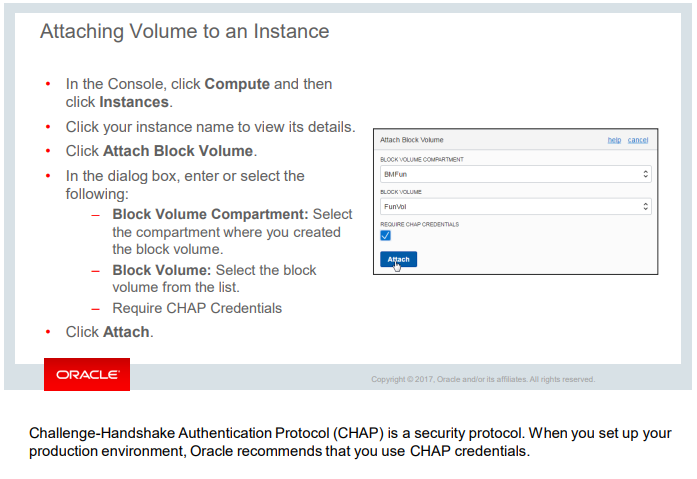 Attaching Volume to an Instance
• In the Console, click Compute and then
click Instances.
• Click your instance name to view its details.
• Click Attach Block Volume.
• In the dialog box, enter or select the
following:
– Block Volume Compartment: Select
the compartment where you created
the block volume.
– Block Volume: Select the block
volume from the list.
– Require CHAP Credentials
• Click Attach.
Attach Block Volume help cancel
BLOCK VOLUME COMPARTMENT
BMFun
BLOCK VOLUME
FunVol
REQUIRE CHAP CREDENTIALS
Attach
ORACLE
Copyright © 2017, Oracle and/or its affiliates. All rights reserved.
Challenge-Handshake Authentication Protocol (CHAP) is a security protocol. When you set up your
production environment, Oracle recommends that you use CHAP credentials.